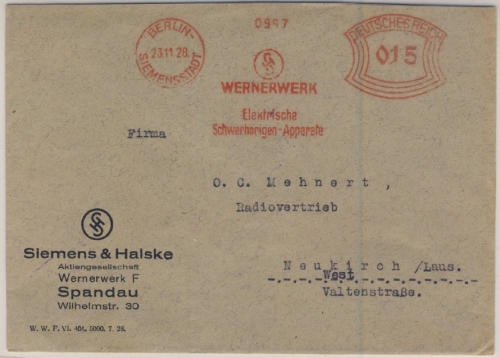 BERLIN-
SIEMENSSTADT
23.11.28.
0997
DEUTSCHES REICH
015
WERNERWERK
Elektrische
Schwerhörigen-Apparate
Firma
O. C. Mehnert,
Radiovertrieb
Neukirch /Laus.
West
Valtenstraße.
Siemens & Halske
Aktiengesellschaft
Wernerwerk F
Spandau
Wilhelmstr. 30
W. W. F. VI. 404. 5000. 7. 28.